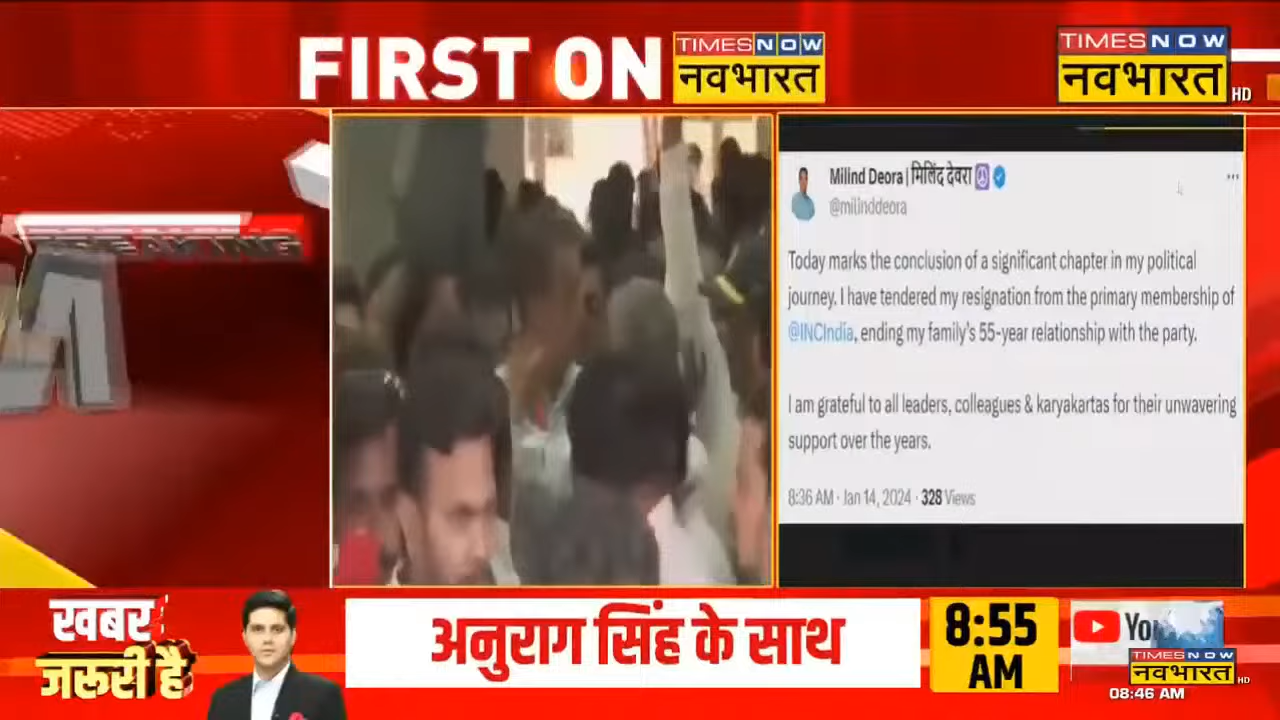 FIRST ON
TIMES NOW
नवभारत
TIMES NOW
नवभारत
HD
BREAKING
Milind Deora | मिलिंद देवरा
@milinddeora
Today marks the conclusion of a significant chapter in my political
journey. I have tendered my resignation from the primary membership of
@INCIndia, ending my family's 55-year relationship with the party.
I am grateful to all leaders, colleagues & karyakartas for their unwavering
support over the years.
8:36 AM · Jan 14, 2024 · 328 Views
खबर
जरूरी है
अनुराग सिंह के साथ
8:55
AM
TIMES NOW
नवभारत
HD
08:46 AM